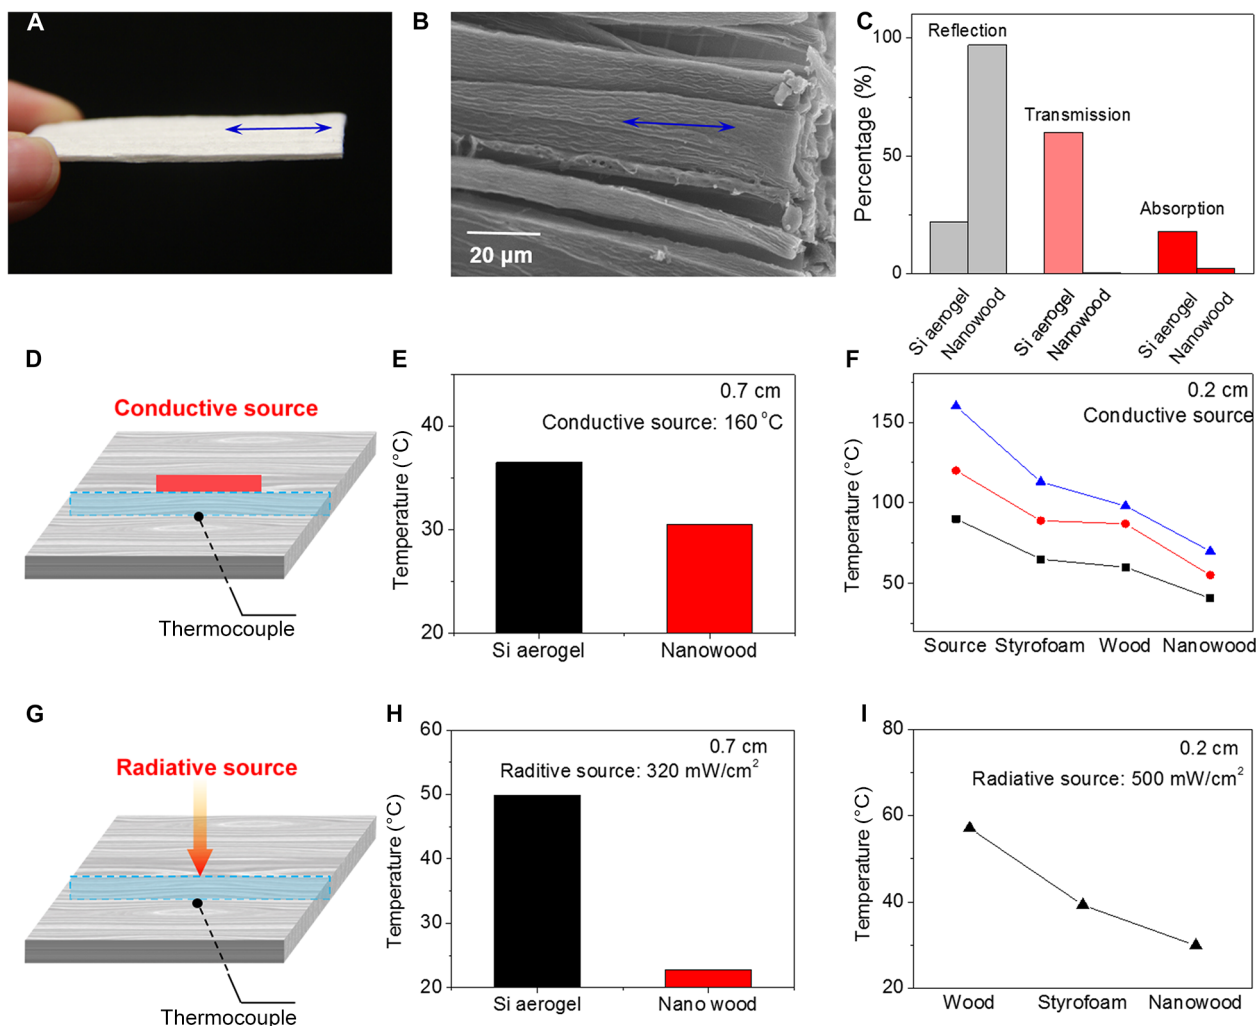 A
B
20 µm
C
Percentage (%)
100
50
0
Reflection
Transmission
Absorption
Si aerogel
Nanowood
Si aerogel
Nanowood
Si aerogel
Nanowood
D
Conductive source
Thermocouple
E
Temperature (°C)
40
30
20
0.7 cm
Conductive source: 160 °C
Si aerogel
Nanowood
F
Temperature (°C)
150
100
50
0.2 cm
Conductive source
Source
Styrofoam
Wood
Nanowood
G
Radiative source
Thermocouple
H
Temperature (°C)
60
50
40
30
20
0.7 cm
Raditive source: 320 mW/cm²
Si aerogel
Nano wood
I
Temperature (°C)
80
60
40
20
0.2 cm
Radiative source: 500 mW/cm²
Wood
Styrofoam
Nanowood